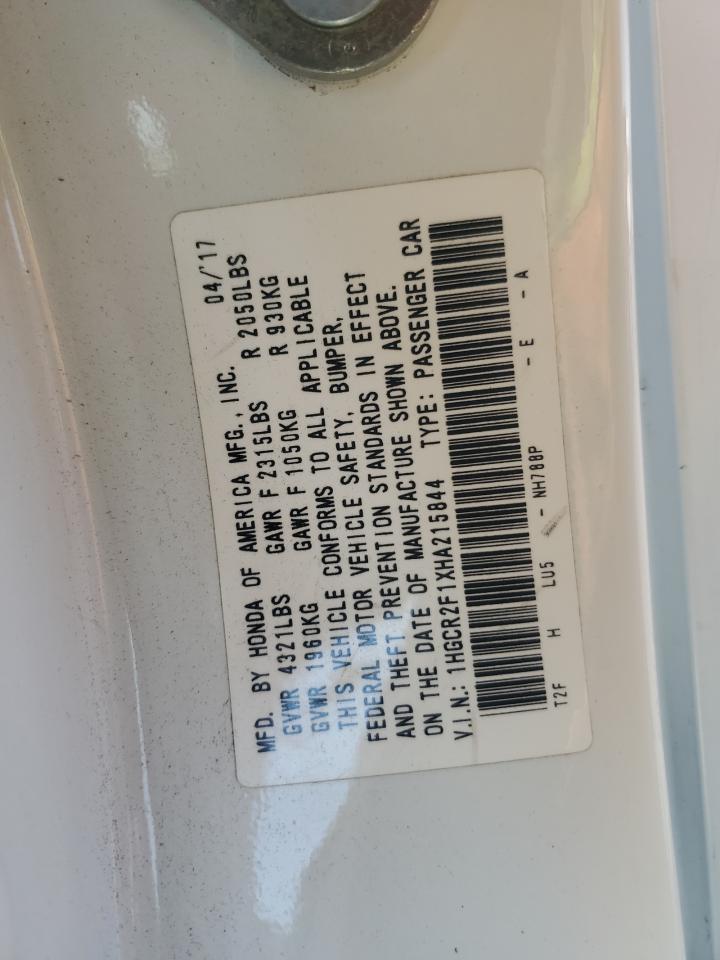 MFD. BY HONDA OF AMERICA MFG., INC. 04/'17
GVWR 4321LBS GAWR F 2315LBS R 2050LBS
GVWR 1960KG GAWR F 1050KG R 930KG
THIS VEHICLE CONFORMS TO ALL APPLICABLE
FEDERAL MOTOR VEHICLE SAFETY, BUMPER,
AND THEFT PREVENTION STANDARDS IN EFFECT
ON THE DATE OF MANUFACTURE SHOWN ABOVE.
V.I.N.: 1HGCR2F1XHA215844 TYPE: PASSENGER CAR
T2F H LU5 - NH788P - E - A